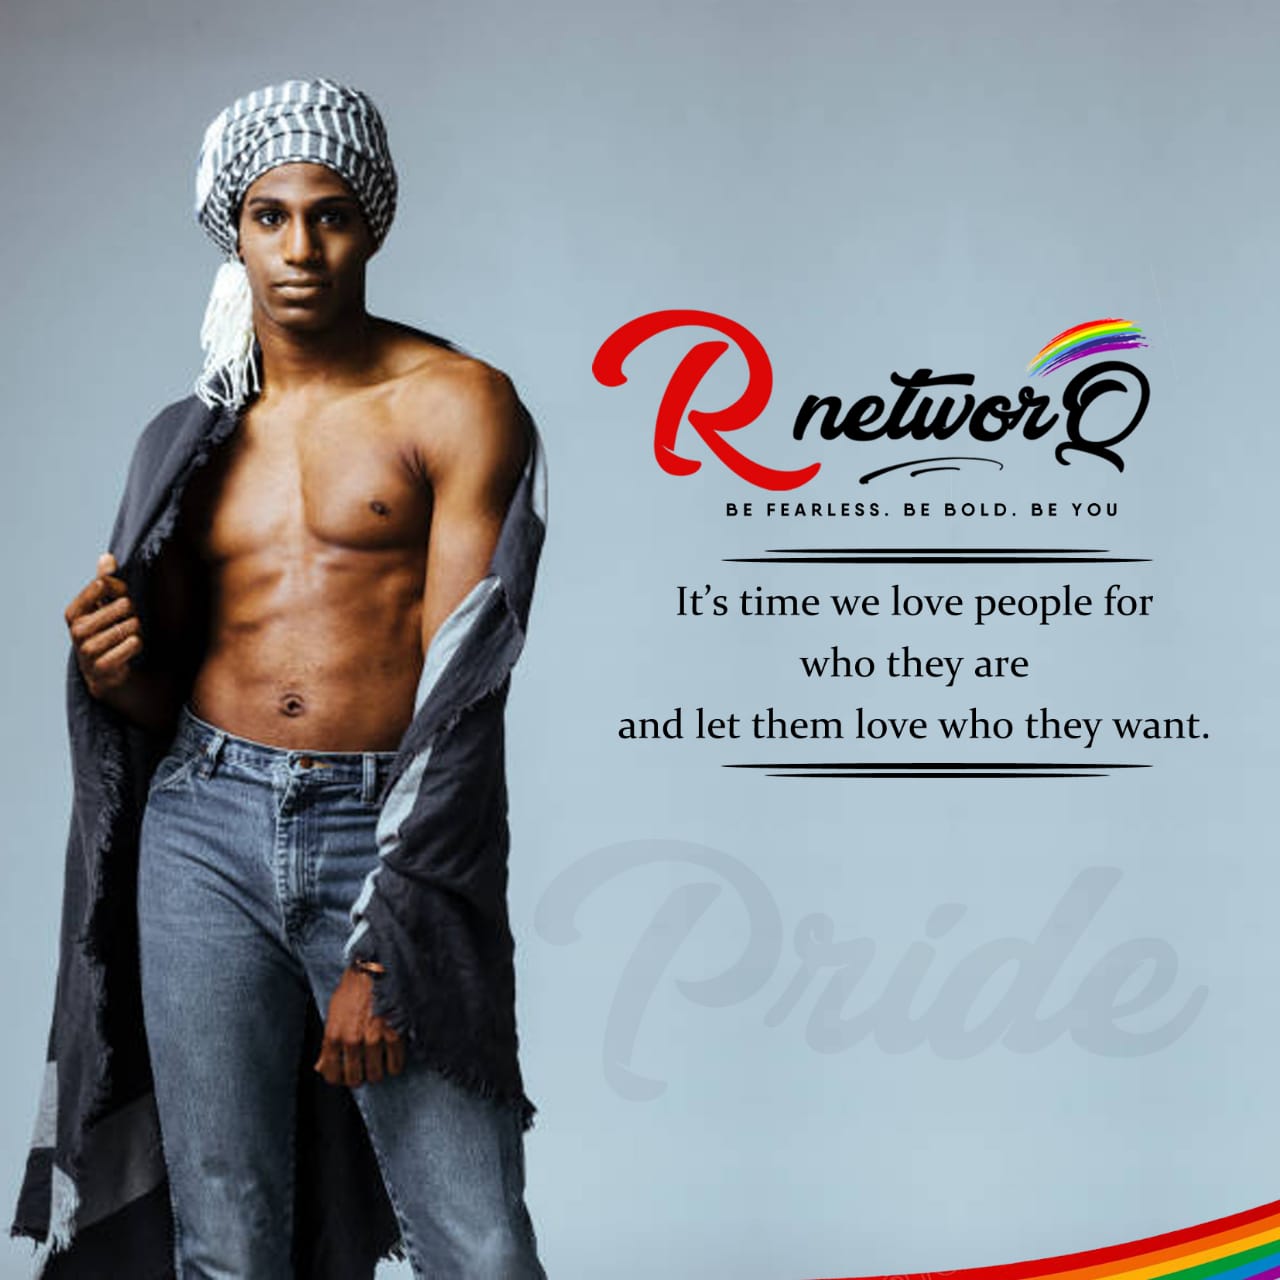 R networQ
BE FEARLESS. BE BOLD. BE YOU
It’s time we love people for
who they are
and let them love who they want.
Pride